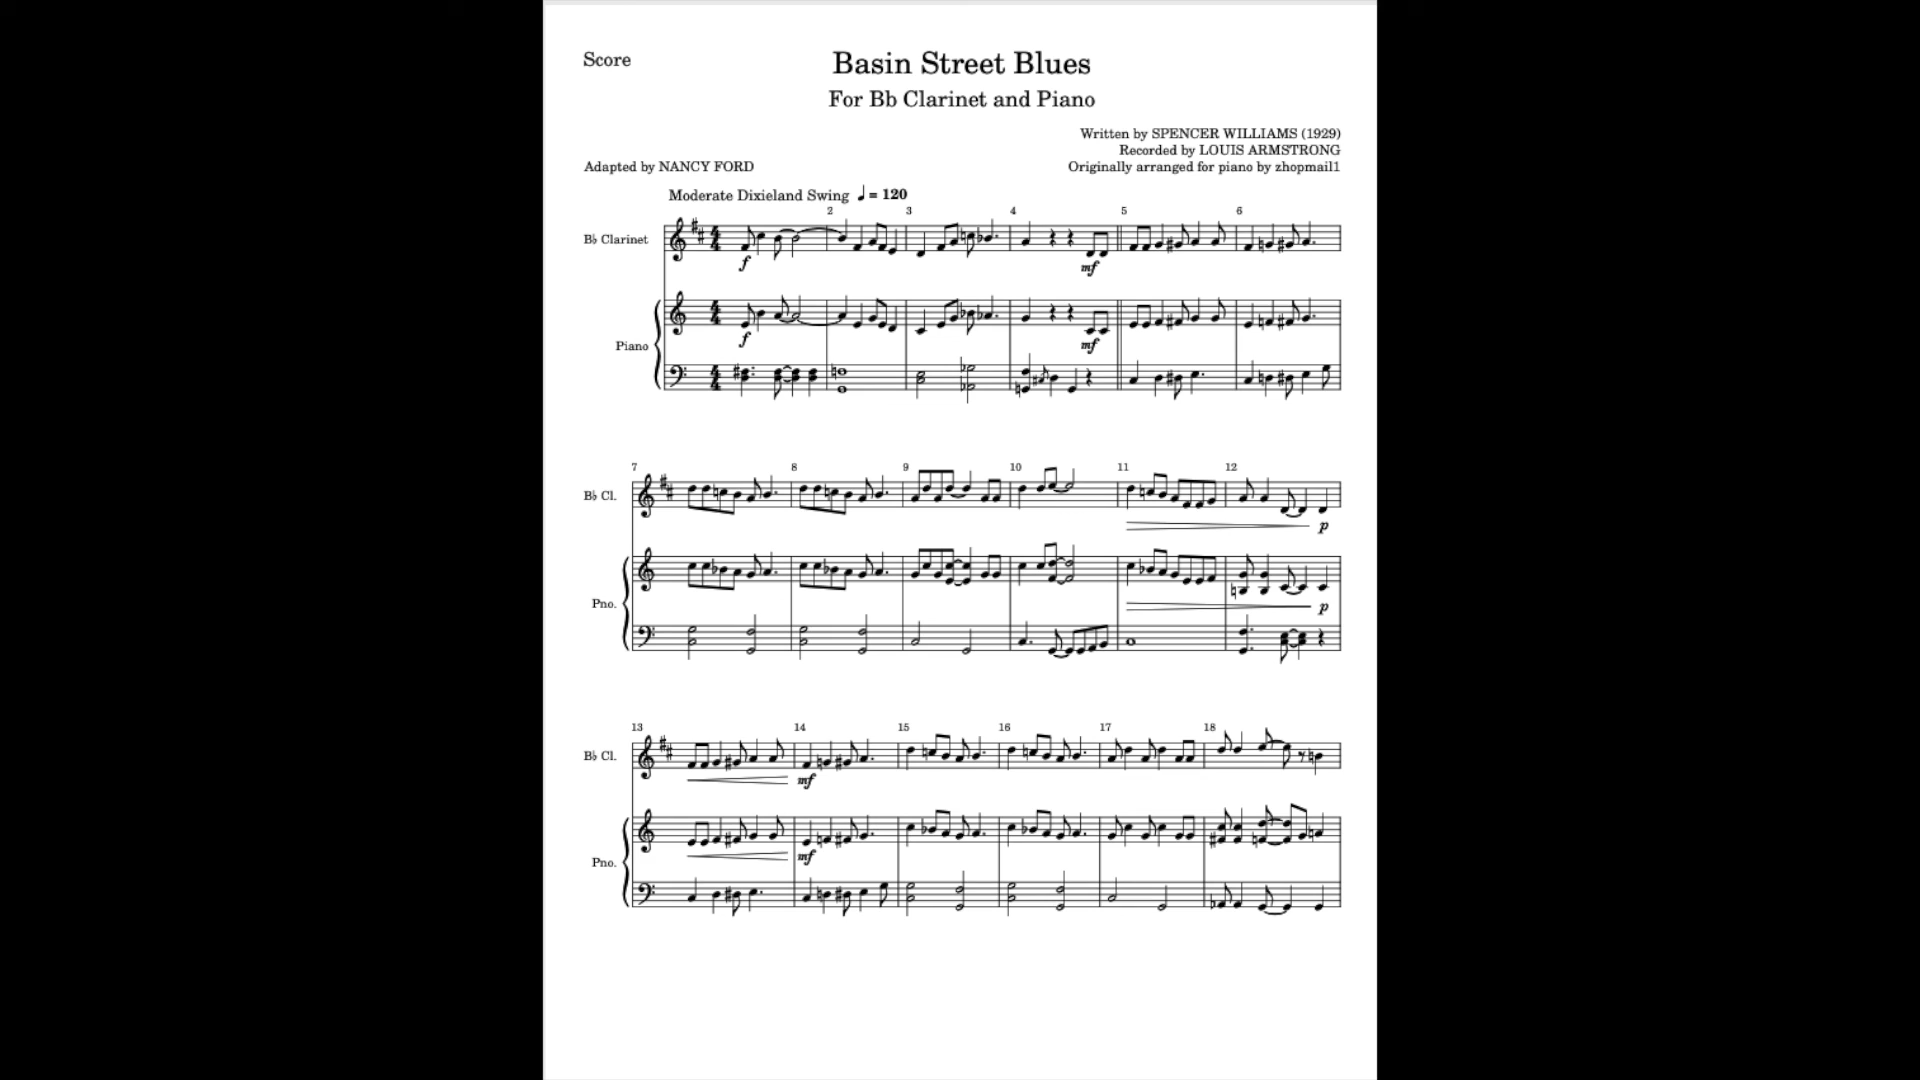 Score
Basin Street Blues
For Bb Clarinet and Piano
Written by SPENCER WILLIAMS (1929)
Recorded by LOUIS ARMSTRONG
Adapted by NANCY FORD
Originally arranged for piano by zhopmail1
Moderate Dixieland Swing ♩ = 120
2 3 4 5 6
B♭ Clarinet
f mf
Piano
f mf
7 8 9 10 11 12
B♭ Cl.
p
Pno.
p
13 14 15 16 17 18
B♭ Cl.
mf
Pno.
mf